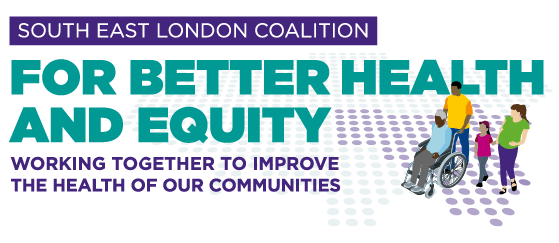 SOUTH EAST LONDON COALITION
FOR BETTER HEALTH
AND EQUITY
WORKING TOGETHER TO IMPROVE
THE HEALTH OF OUR COMMUNITIES